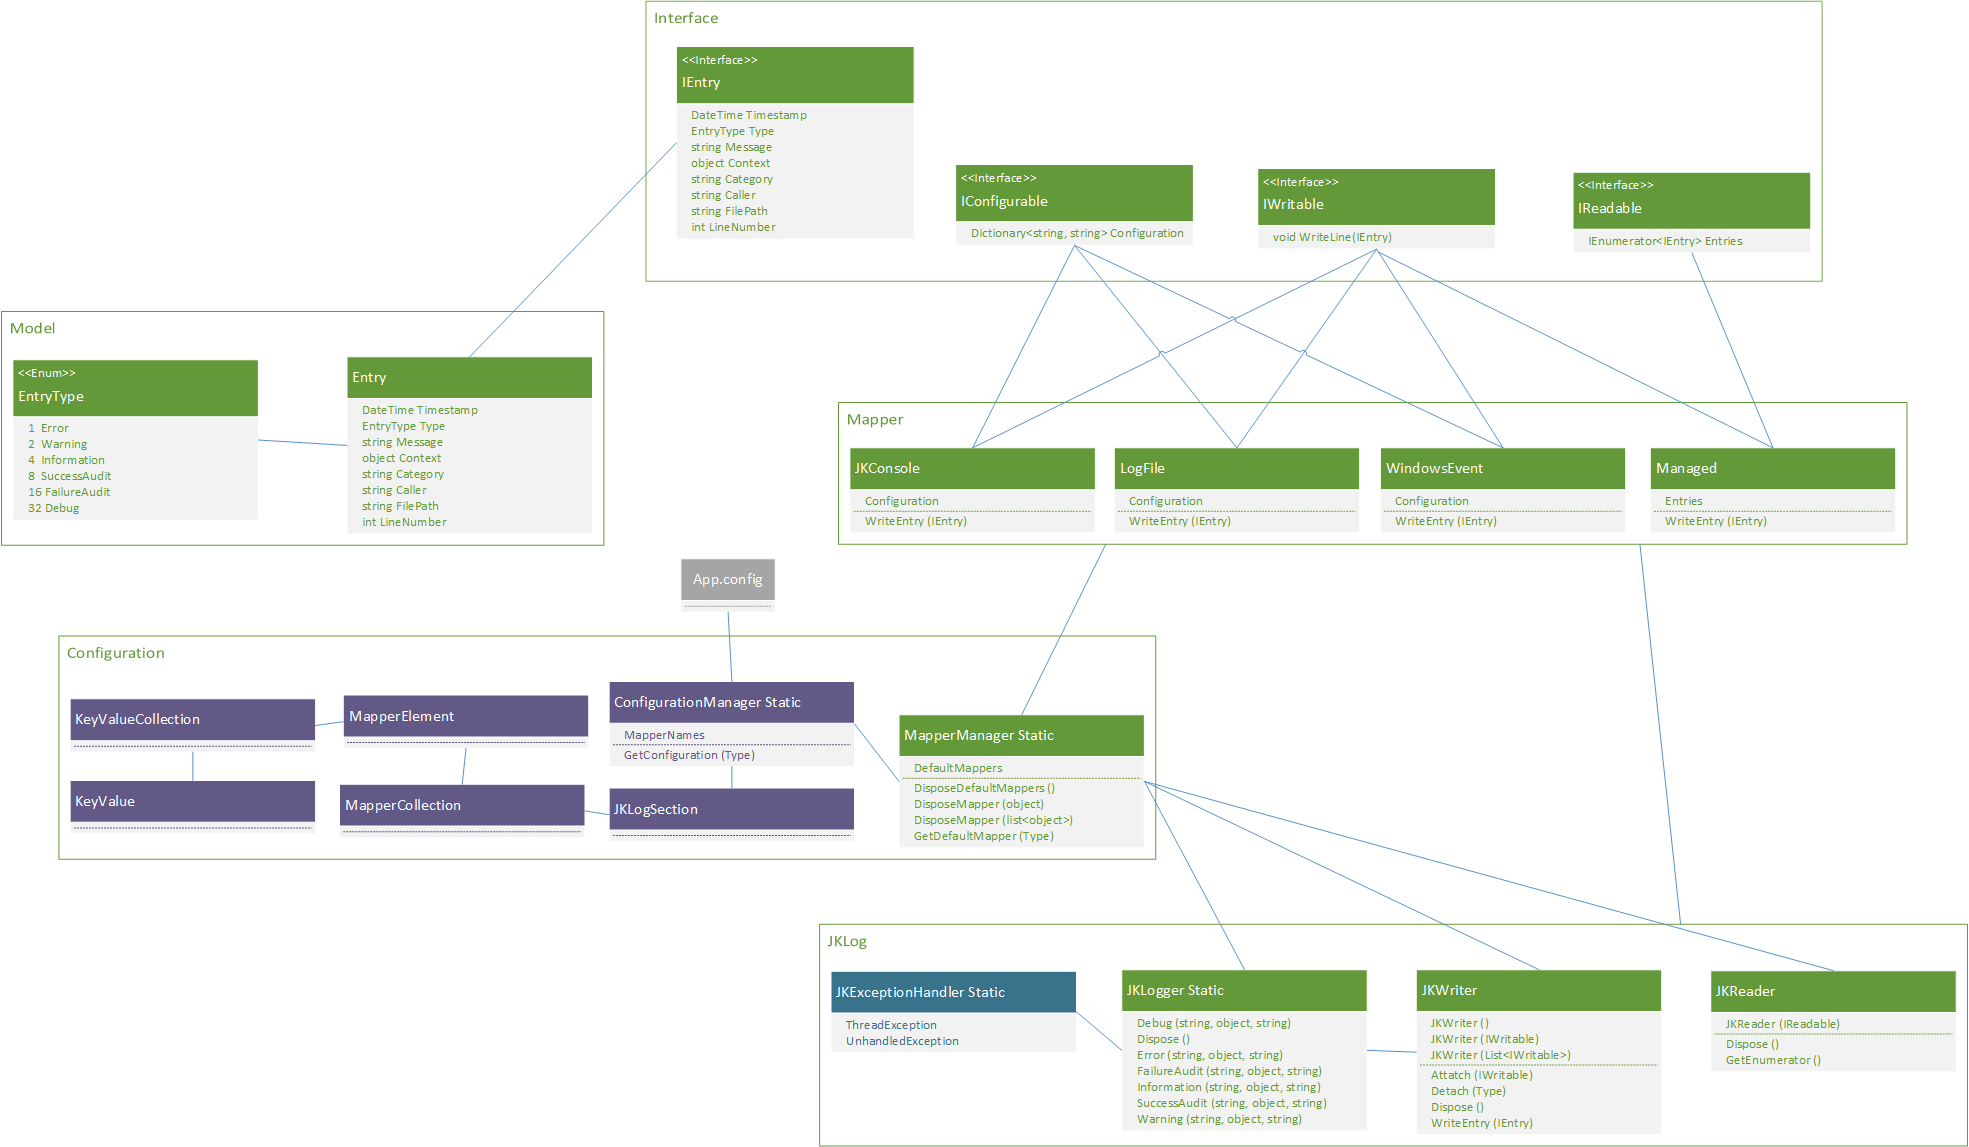 Interface
<<Interface>>
IEntry
DateTime Timestamp
EntryType Type
string Message
object Context
string Category
string Caller
string FilePath
int LineNumber
<<Interface>>
IConfigurable
Dictionary<string, string> Configuration
<<Interface>>
IWritable
void WriteLine(IEntry)
<<Interface>>
IReadable
IEnumerator<IEntry> Entries
Model
<<Enum>>
EntryType
1 Error
2 Warning
4 Information
8 SuccessAudit
16 FailureAudit
32 Debug
Entry
DateTime Timestamp
EntryType Type
string Message
object Context
string Category
string Caller
string FilePath
int LineNumber
Mapper
JKConsole
Configuration
WriteEntry (IEntry)
LogFile
Configuration
WriteEntry (IEntry)
WindowsEvent
Configuration
WriteEntry (IEntry)
Managed
Entries
WriteEntry (IEntry)
App.config
Configuration
KeyValueCollection
MapperElement
ConfigurationManager Static
MapperNames
GetConfiguration (Type)
KeyValue
MapperCollection
JKLogSection
MapperManager Static
DefaultMappers
DisposeDefaultMappers ()
DisposeMapper (object)
DisposeMapper (list<object>)
GetDefaultMapper (Type)
JKLog
JKExceptionHandler Static
ThreadException
UnhandledException
JKLogger Static
Debug (string, object, string)
Dispose ()
Error (string, object, string)
FailureAudit (string, object, string)
Information (string, object, string)
SuccessAudit (string, object, string)
Warning (string, object, string)
JKWriter
JKWriter ()
JKWriter (IWritable)
JKWriter (List<IWritable>)
Attatch (IWritable)
Detach (Type)
Dispose ()
WriteEntry (IEntry)
JKReader
JKReader (IReadable)
Dispose ()
GetEnumerator ()